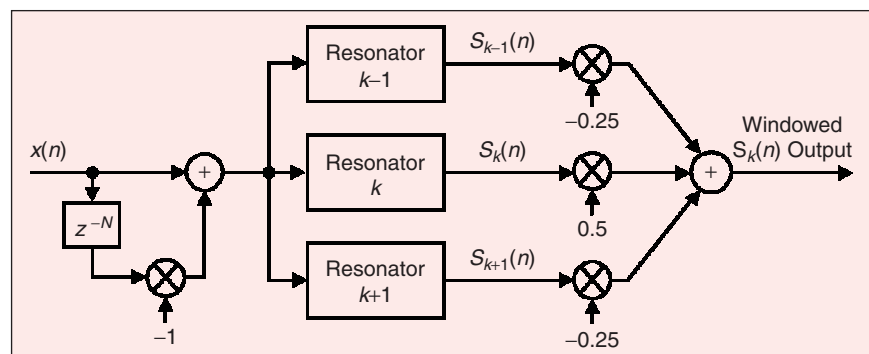 Resonator
k–1
S_{k–1}(n)
–0.25
x(n)
+
Resonator
k
S_k(n)
0.5
+
Windowed
S_k(n) Output
z^{–N}
–1
Resonator
k+1
S_{k+1}(n)
–0.25